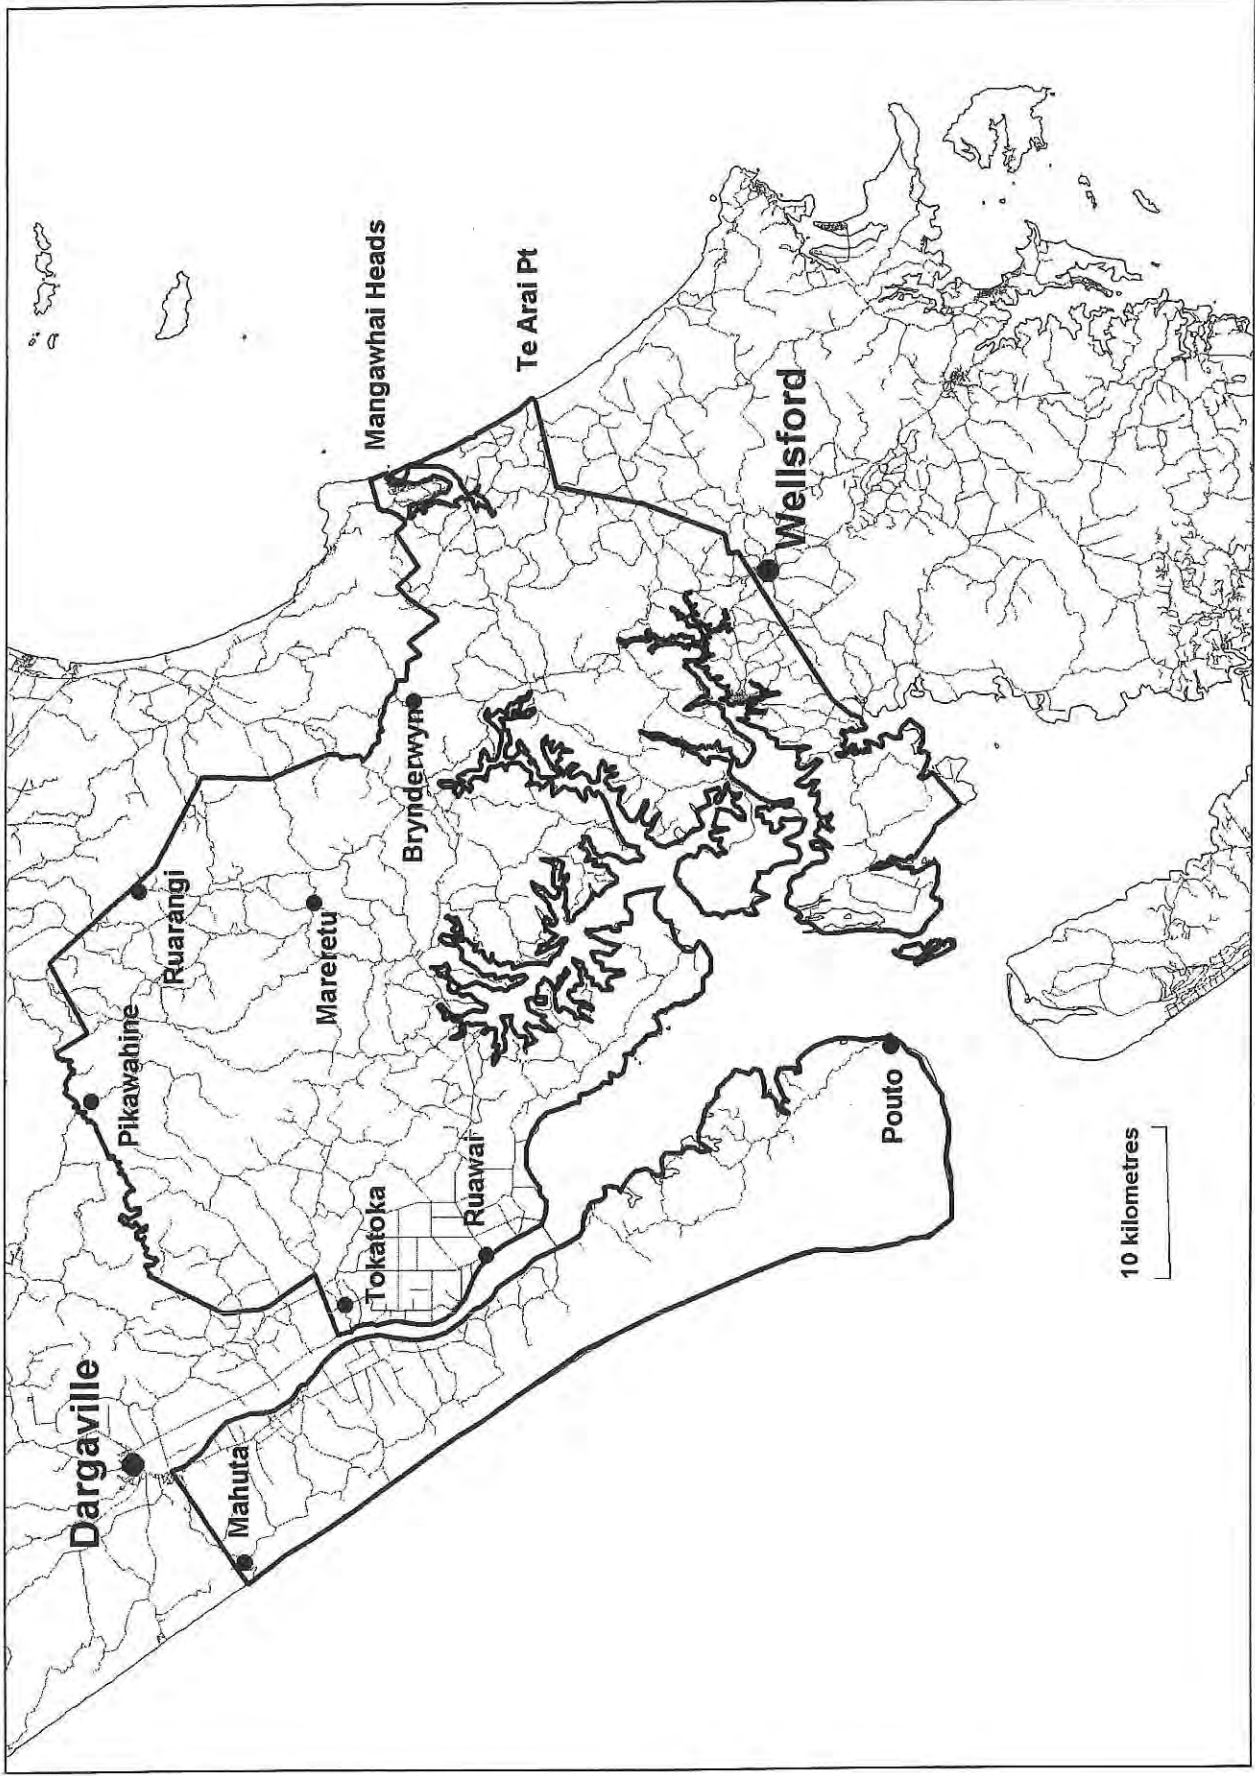 Dargaville
Mahuta
Pikawahine
Ruarangi
Tokatoka
Mareretu
Ruawai
Brynderwyn
Mangawhai Heads
Te Arai Pt
Wellsford
Pouto
10 kilometres